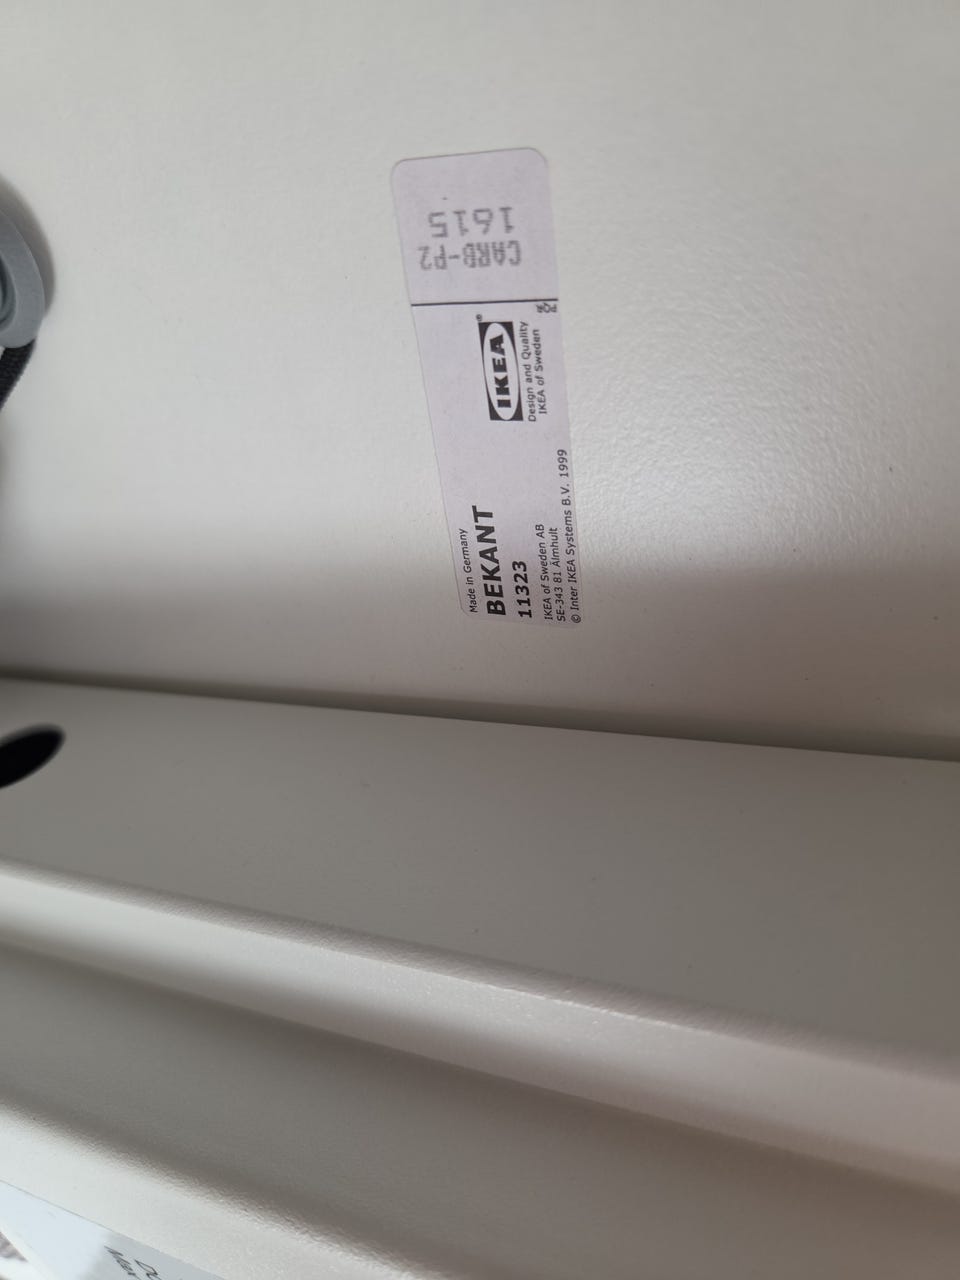 CARB-P2
1615
IKEA®
Design and Quality
IKEA of Sweden
Made in Germany
BEKANT
11323
IKEA of Sweden AB
SE-343 81 Älmhult
© Inter IKEA Systems B.V. 1999